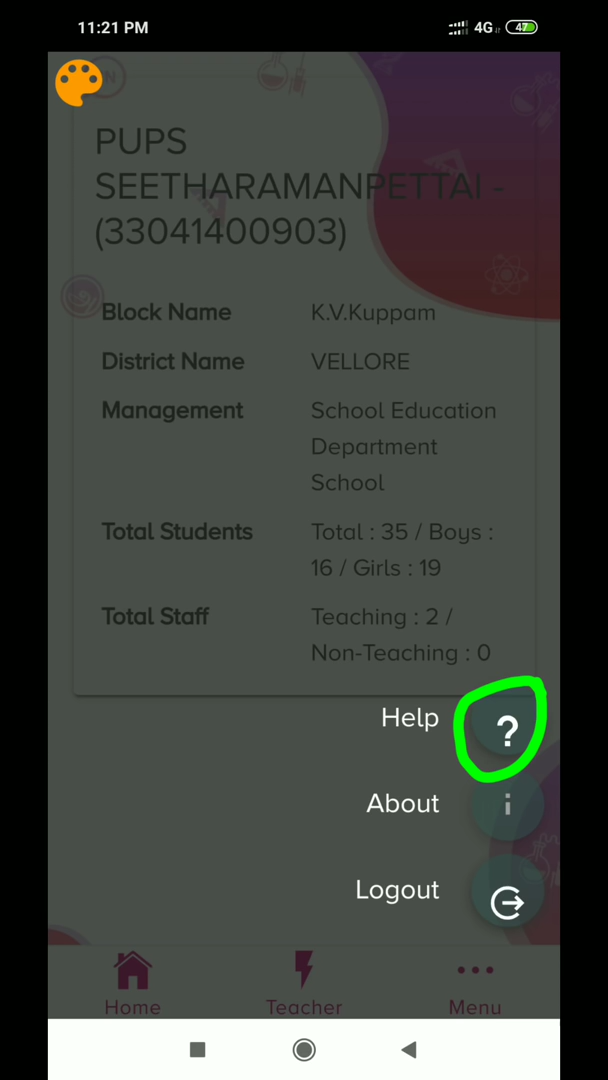 11:21 PM 4G 47
PUPS
SEETHARAMANPETTAI -
(33041400903)
Block Name K.V.Kuppam
District Name VELLORE
Management School Education
Department
School
Total Students Total : 35 / Boys :
16 / Girls : 19
Total Staff Teaching : 2 /
Non-Teaching : 0
Help ?
About i
Logout
Home Teacher Menu